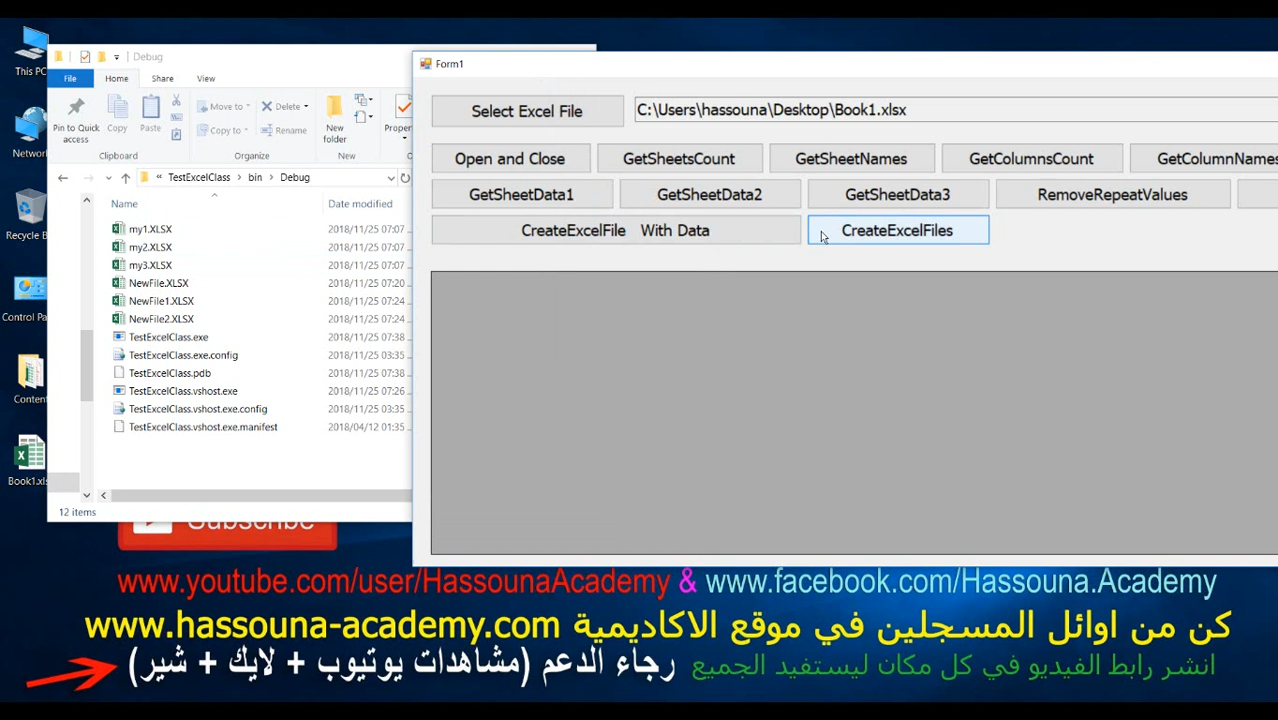 This PC
Network
Recycle B
Control Pa
Content
Book1.xls
Debug
File Home Share View
Pin to Quick access
Copy
Paste
Move to
Copy to
Delete
Rename
New folder
Proper
Clipboard Organize New
TestExcelClass > bin > Debug
Name Date modified
my1.XLSX 2018/11/25 07:07
my2.XLSX 2018/11/25 07:07
my3.XLSX 2018/11/25 07:07
NewFile.XLSX 2018/11/25 07:20
NewFile1.XLSX 2018/11/25 07:24
NewFile2.XLSX 2018/11/25 07:24
TestExcelClass.exe 2018/11/25 07:38
TestExcelClass.exe.config 2018/11/25 03:35
TestExcelClass.pdb 2018/11/25 07:38
TestExcelClass.vshost.exe 2018/11/25 07:26
TestExcelClass.vshost.exe.config 2018/11/25 03:35
TestExcelClass.vshost.exe.manifest 2018/04/12 01:35
12 items
Form1
Select Excel File C:\Users\hassouna\Desktop\Book1.xlsx
Open and Close GetSheetsCount GetSheetNames GetColumnsCount GetColumnNames
GetSheetData1 GetSheetData2 GetSheetData3 RemoveRepeatValues
CreateExcelFile With Data CreateExcelFiles
Subscribe
www.youtube.com/user/HassounaAcademy & www.facebook.com/Hassouna.Academy
كن من اوائل المسجلين في موقع الاكاديمية www.hassouna-academy.com
انشر رابط الفيديو في كل مكان ليستفيد الجميع رجاء الدعم (مشاهدات يوتيوب + لايك + شير)